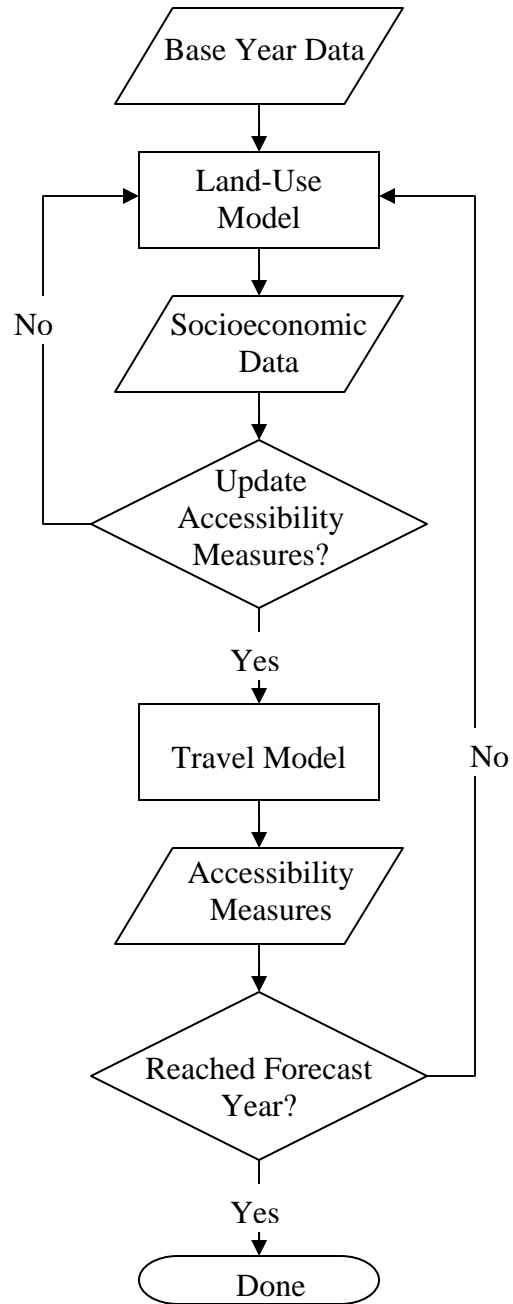 Base Year Data
Land-Use
Model
No
Socioeconomic
Data
Update
Accessibility
Measures?
Yes
Travel Model
No
Accessibility
Measures
Reached Forecast
Year?
Yes
Done